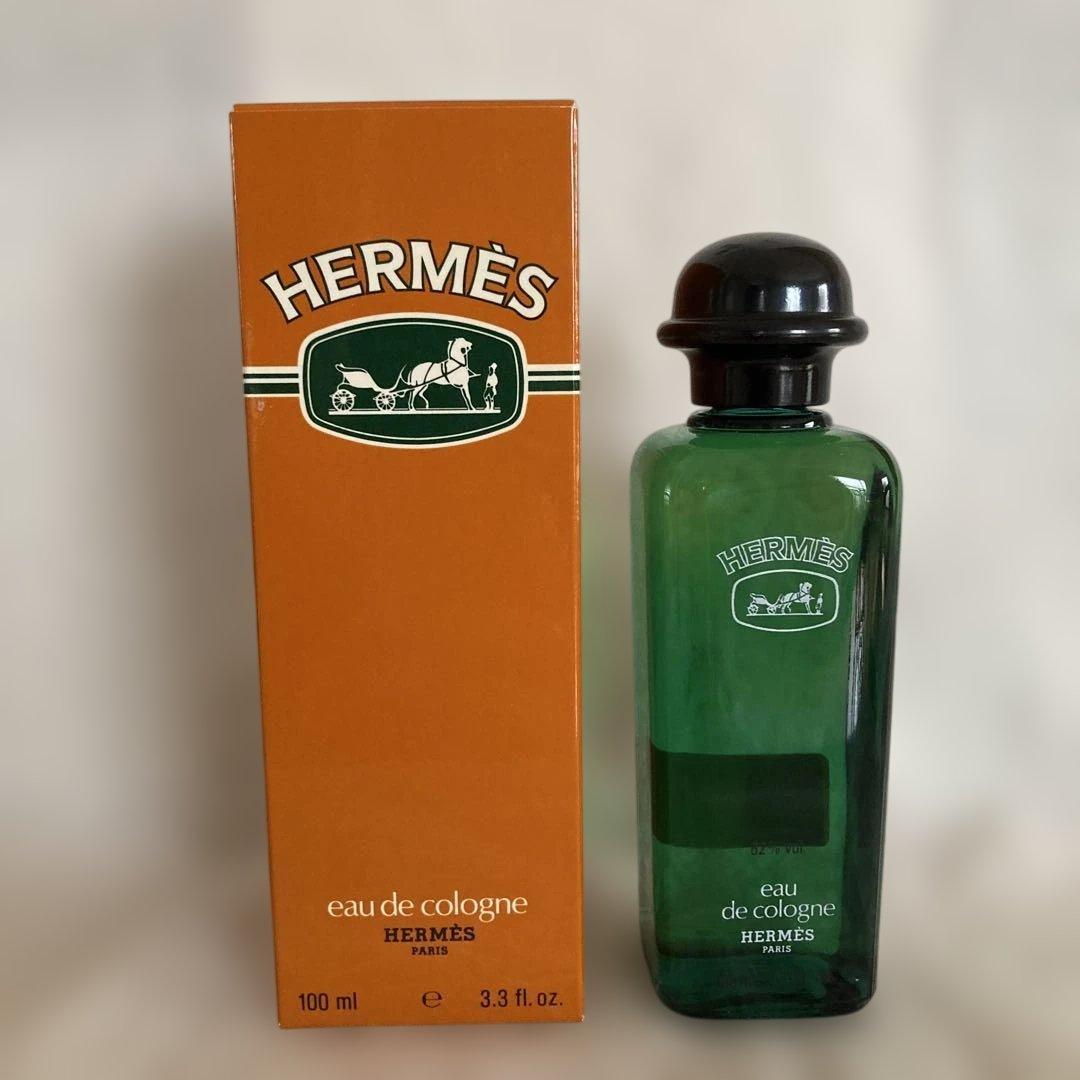 HERMÈS
eau de cologne
HERMÈS
PARIS
100 ml e 3.3 fl. oz.
HERMÈS
eau
de cologne
HERMÈS
PARIS